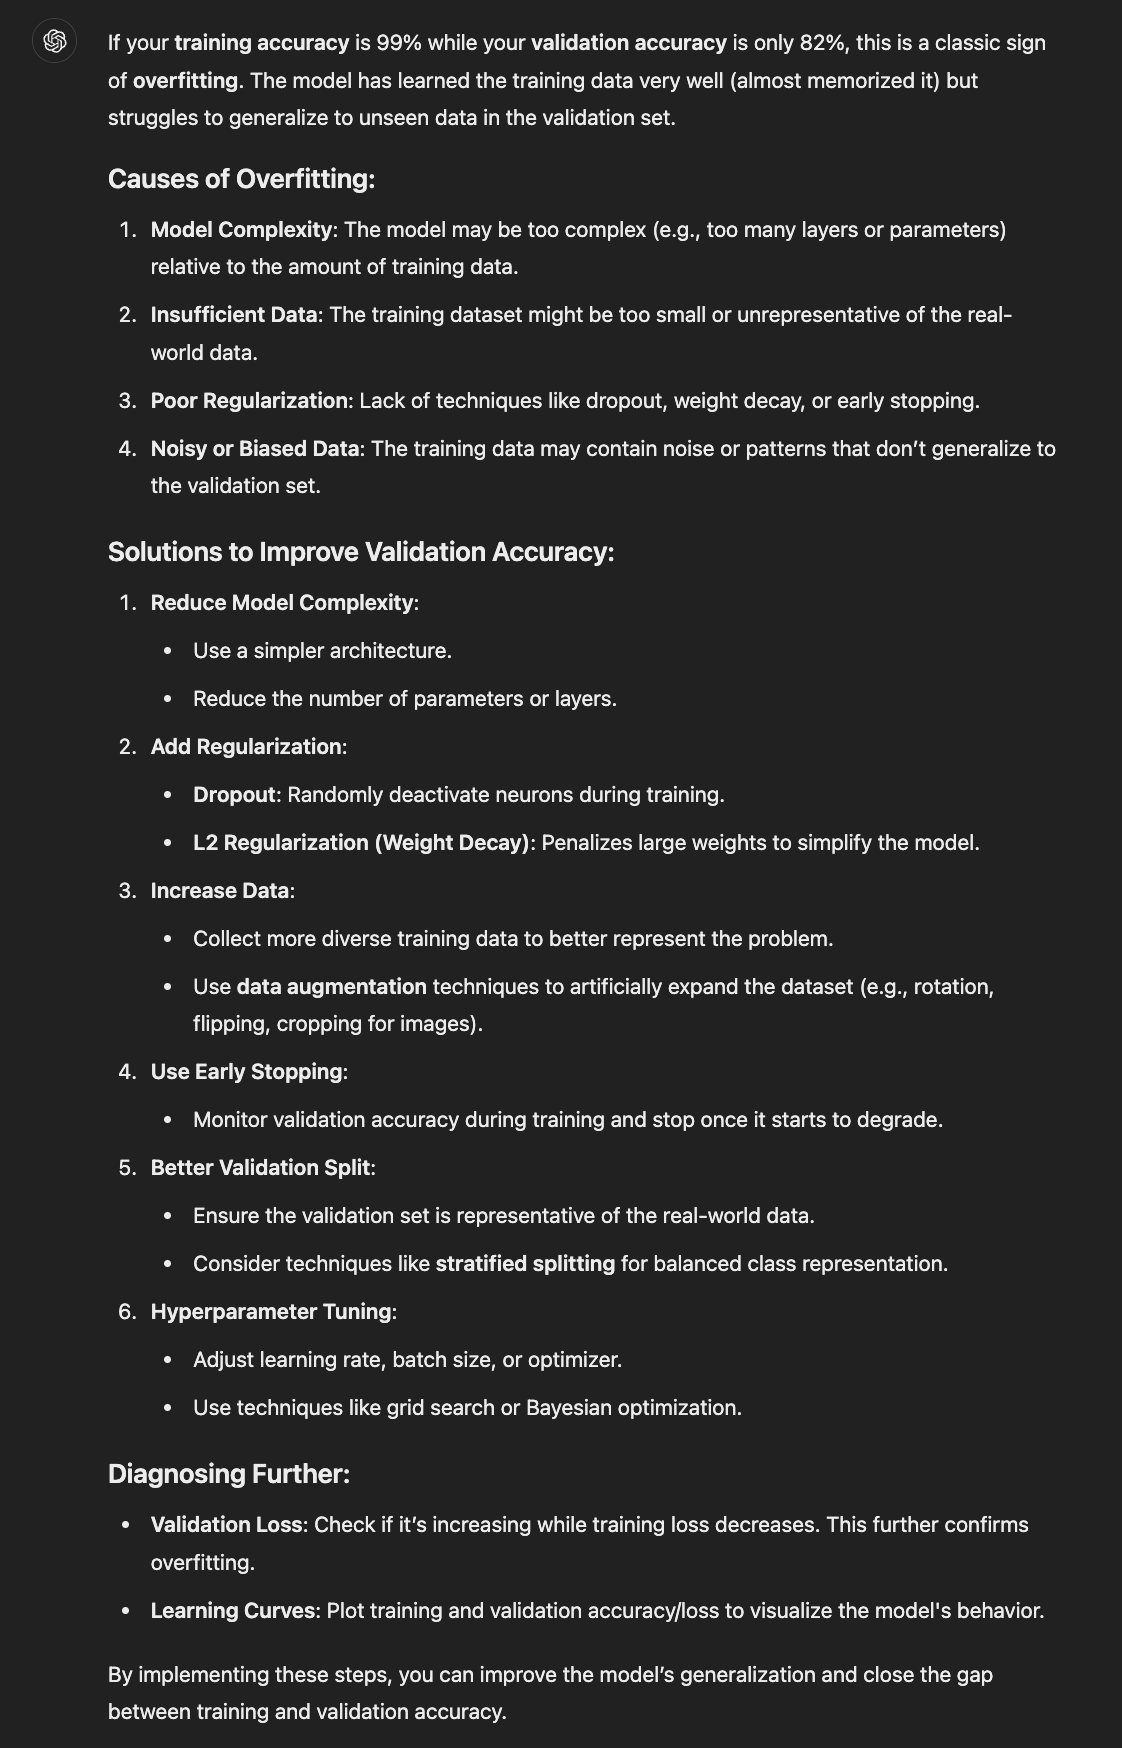 If your training accuracy is 99% while your validation accuracy is only 82%, this is a classic sign
of overfitting. The model has learned the training data very well (almost memorized it) but
struggles to generalize to unseen data in the validation set.
Causes of Overfitting:
1. Model Complexity: The model may be too complex (e.g., too many layers or parameters)
relative to the amount of training data.
2. Insufficient Data: The training dataset might be too small or unrepresentative of the real-
world data.
3. Poor Regularization: Lack of techniques like dropout, weight decay, or early stopping.
4. Noisy or Biased Data: The training data may contain noise or patterns that don’t generalize to
the validation set.
Solutions to Improve Validation Accuracy:
1. Reduce Model Complexity:
• Use a simpler architecture.
• Reduce the number of parameters or layers.
2. Add Regularization:
• Dropout: Randomly deactivate neurons during training.
• L2 Regularization (Weight Decay): Penalizes large weights to simplify the model.
3. Increase Data:
• Collect more diverse training data to better represent the problem.
• Use data augmentation techniques to artificially expand the dataset (e.g., rotation,
flipping, cropping for images).
4. Use Early Stopping:
• Monitor validation accuracy during training and stop once it starts to degrade.
5. Better Validation Split:
• Ensure the validation set is representative of the real-world data.
• Consider techniques like stratified splitting for balanced class representation.
6. Hyperparameter Tuning:
• Adjust learning rate, batch size, or optimizer.
• Use techniques like grid search or Bayesian optimization.
Diagnosing Further:
• Validation Loss: Check if it’s increasing while training loss decreases. This further confirms
overfitting.
• Learning Curves: Plot training and validation accuracy/loss to visualize the model's behavior.
By implementing these steps, you can improve the model’s generalization and close the gap
between training and validation accuracy.